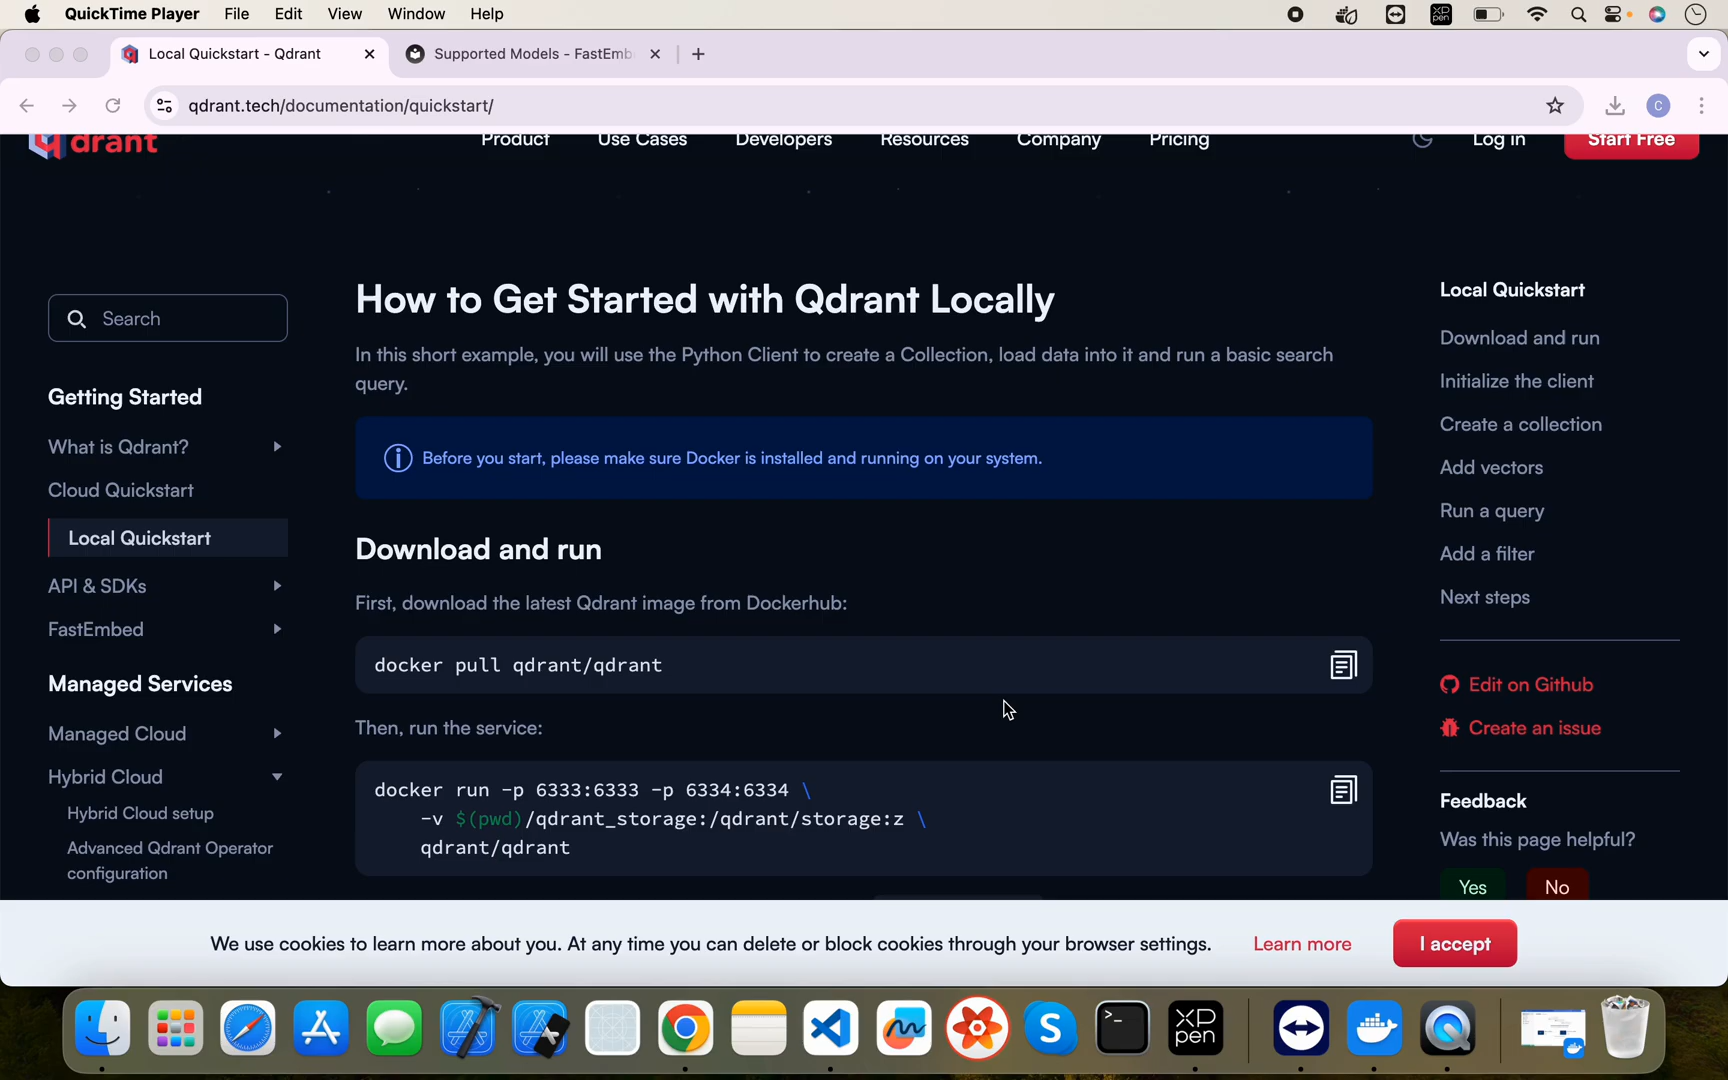 QuickTime Player File Edit View Window Help
Local Quickstart - Qdrant
Supported Models - FastEmb
qdrant.tech/documentation/quickstart/
C
drant
Product Use Cases Developers Resources Company Pricing Log in Start Free
Search
Getting Started
What is Qdrant?
Cloud Quickstart
Local Quickstart
API & SDKs
FastEmbed
Managed Services
Managed Cloud
Hybrid Cloud
Hybrid Cloud setup
Advanced Qdrant Operator
configuration
How to Get Started with Qdrant Locally
In this short example, you will use the Python Client to create a Collection, load data into it and run a basic search
query.
Before you start, please make sure Docker is installed and running on your system.
Download and run
First, download the latest Qdrant image from Dockerhub:
docker pull qdrant/qdrant
Then, run the service:
docker run -p 6333:6333 -p 6334:6334 \
-v $(pwd)/qdrant_storage:/qdrant/storage:z \
qdrant/qdrant
Local Quickstart
Download and run
Initialize the client
Create a collection
Add vectors
Run a query
Add a filter
Next steps
Edit on Github
Create an issue
Feedback
Was this page helpful?
Yes No
We use cookies to learn more about you. At any time you can delete or block cookies through your browser settings. Learn more I accept
S
>_
XP
pen